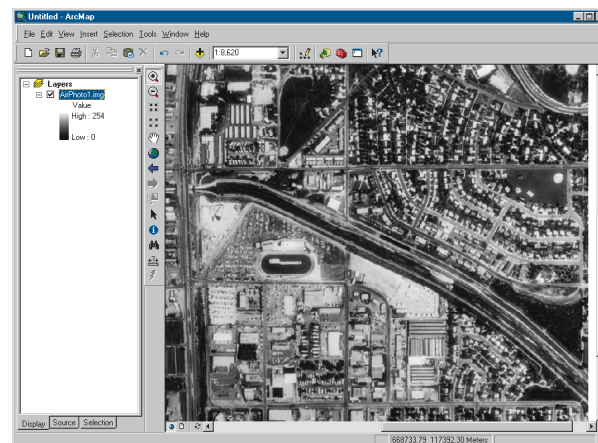 Untitled - ArcMap
File Edit View Insert Selection Tools Window Help
1:8,620
Layers
AirPhoto1.img
Value
High : 254
Low : 0
Display Source Selection
668733.79 117392.30 Meters